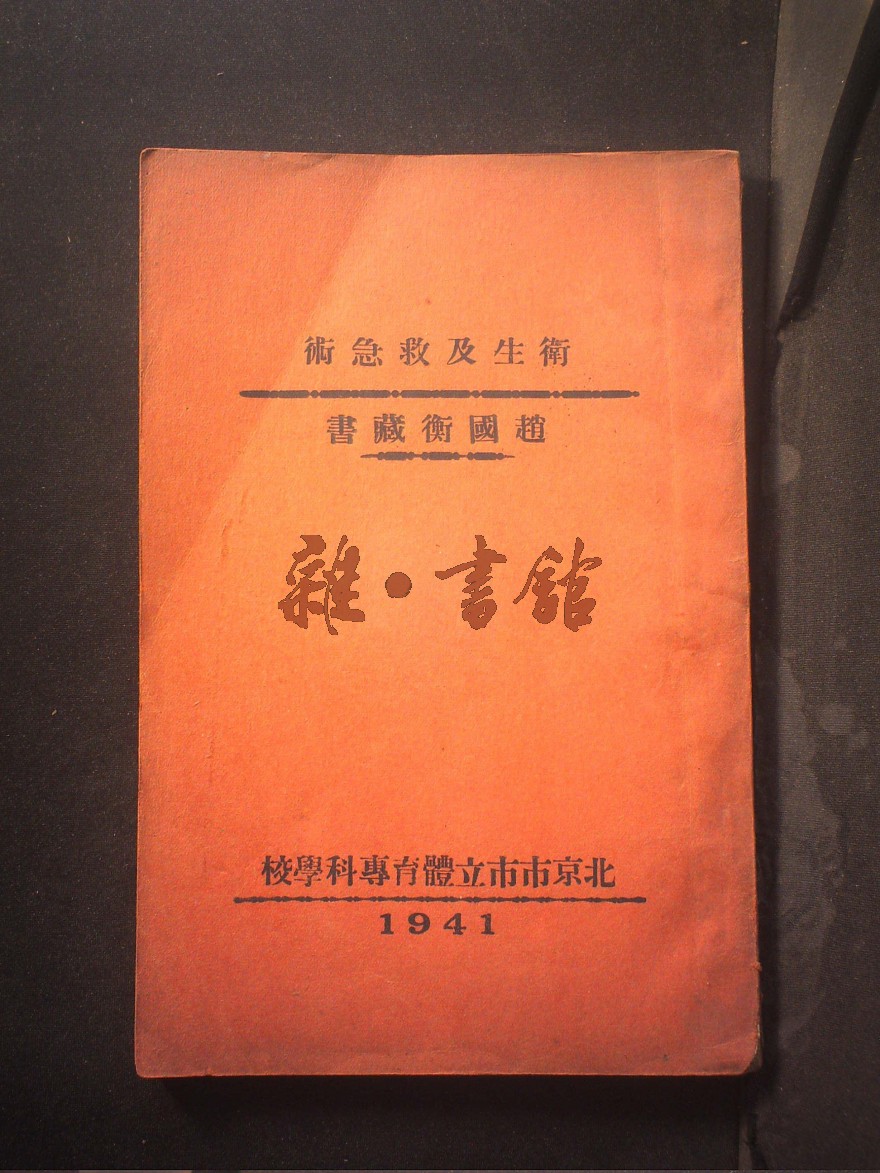 衛生及救急術
趙國衡藏書
雜•書館
北京市市立體育專科學校
1941